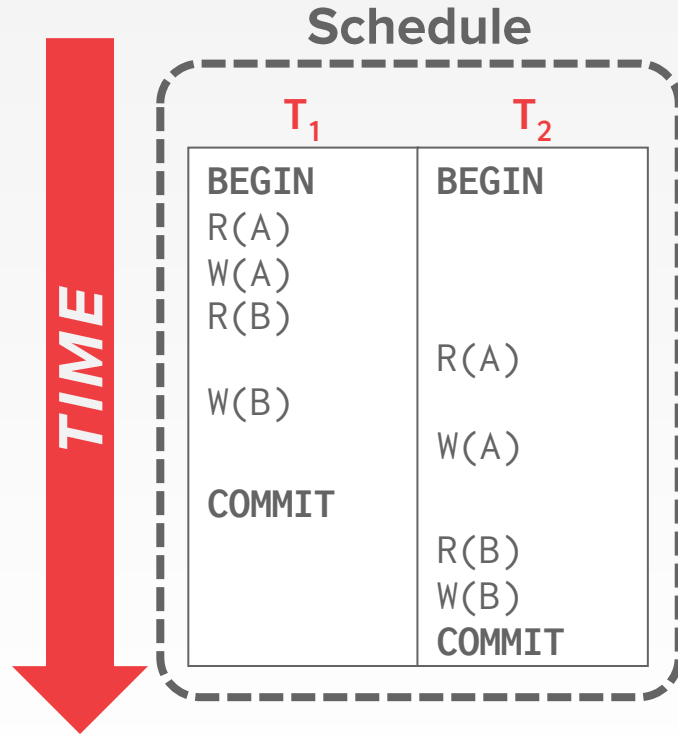 Schedule
TIME
T₁ T₂
BEGIN BEGIN
R(A)
W(A)
R(B)
R(A)
W(B)
W(A)
COMMIT
R(B)
W(B)
COMMIT